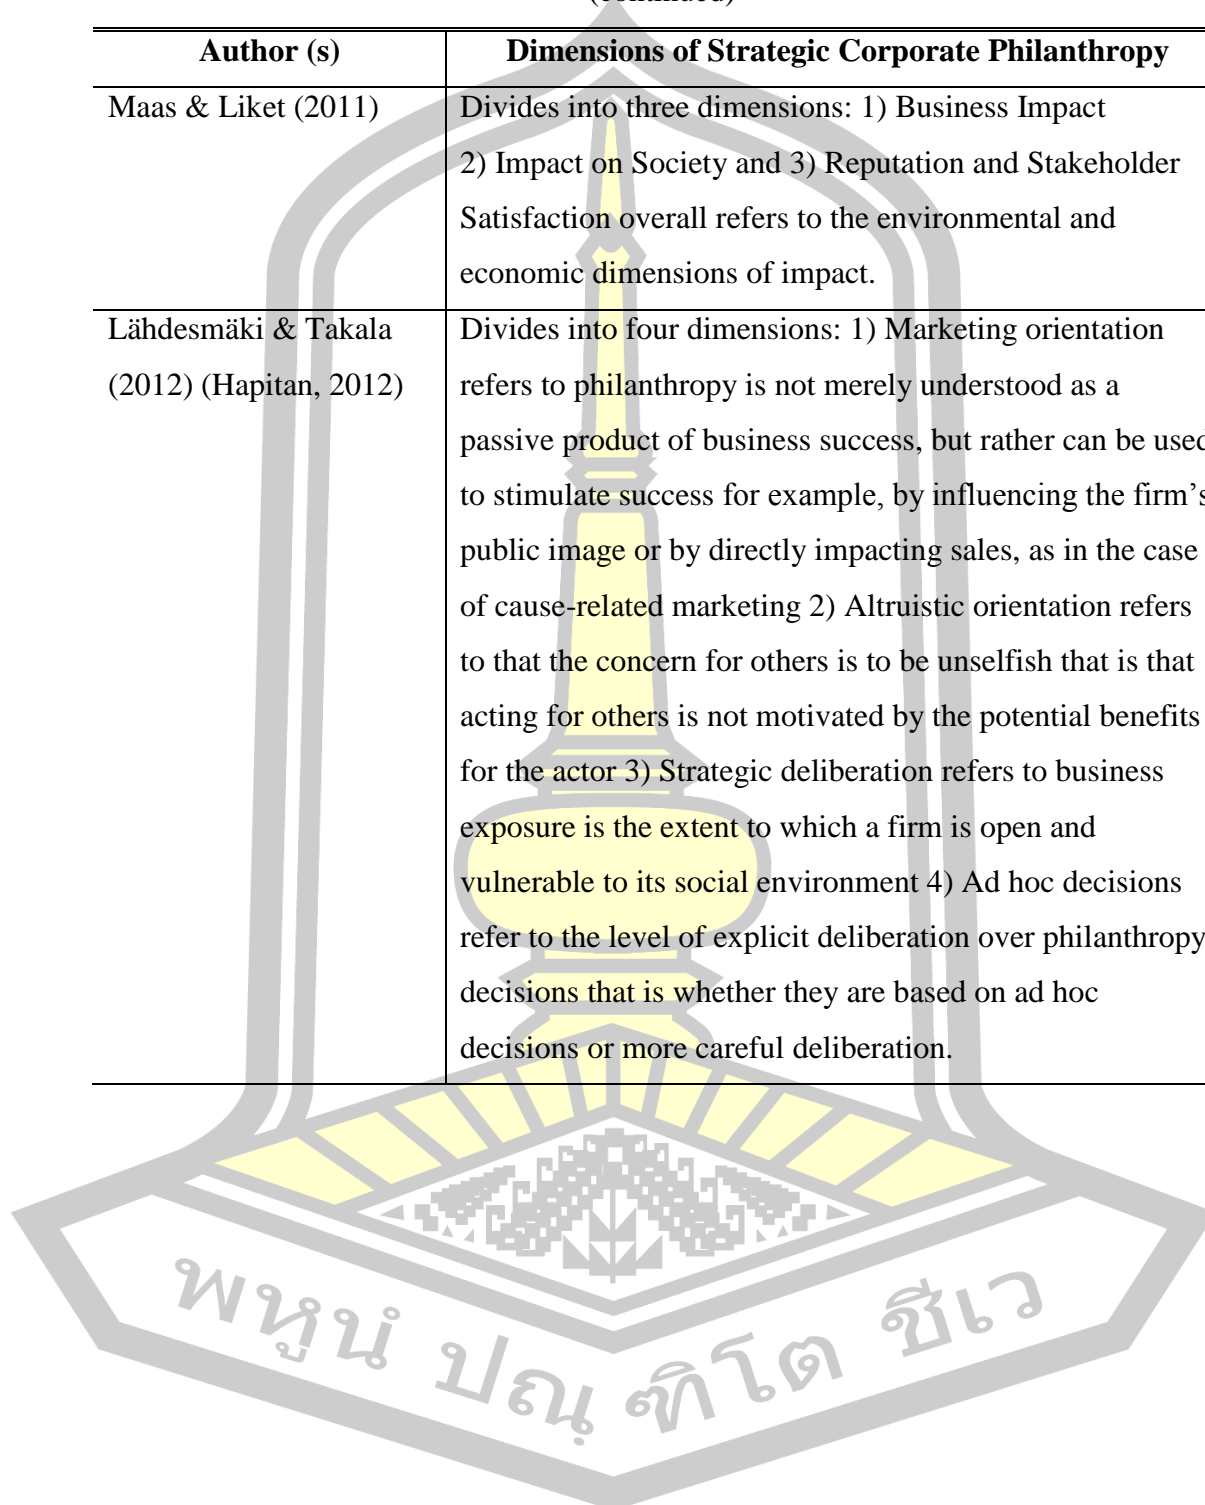 (continued)
Author (s) Dimensions of Strategic Corporate Philanthropy
Maas & Liket (2011) Divides into three dimensions: 1) Business Impact
2) Impact on Society and 3) Reputation and Stakeholder
Satisfaction overall refers to the environmental and
economic dimensions of impact.
Lähdesmäki & Takala Divides into four dimensions: 1) Marketing orientation
(2012) (Hapitan, 2012) refers to philanthropy is not merely understood as a
passive product of business success, but rather can be used
to stimulate success for example, by influencing the firm’s
public image or by directly impacting sales, as in the case
of cause-related marketing 2) Altruistic orientation refers
to that the concern for others is to be unselfish that is that
acting for others is not motivated by the potential benefits
for the actor 3) Strategic deliberation refers to business
exposure is the extent to which a firm is open and
vulnerable to its social environment 4) Ad hoc decisions
refer to the level of explicit deliberation over philanthropy
decisions that is whether they are based on ad hoc
decisions or more careful deliberation.
พหูนํ ปณฺฑิโต ชีเว